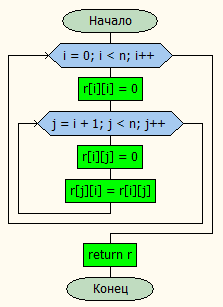 Начало
i = 0; i < n; i++
r[i][i] = 0
j = i + 1; j < n; j++
r[i][j] = 0
r[j][i] = r[i][j]
return r
Конец